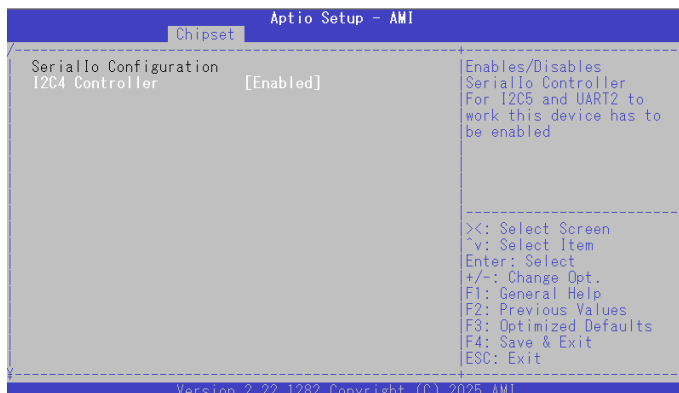 Aptio Setup - AMI
Chipset
SerialIo Configuration
I2C4 Controller [Enabled]
Enables/Disables
SerialIo Controller
For I2C5 and UART2 to
work this device has to
be enabled
><: Select Screen
^v: Select Item
Enter: Select
+/-: Change Opt.
F1: General Help
F2: Previous Values
F3: Optimized Defaults
F4: Save & Exit
ESC: Exit
Version 2.22.1282 Copyright (C) 2025 AMI